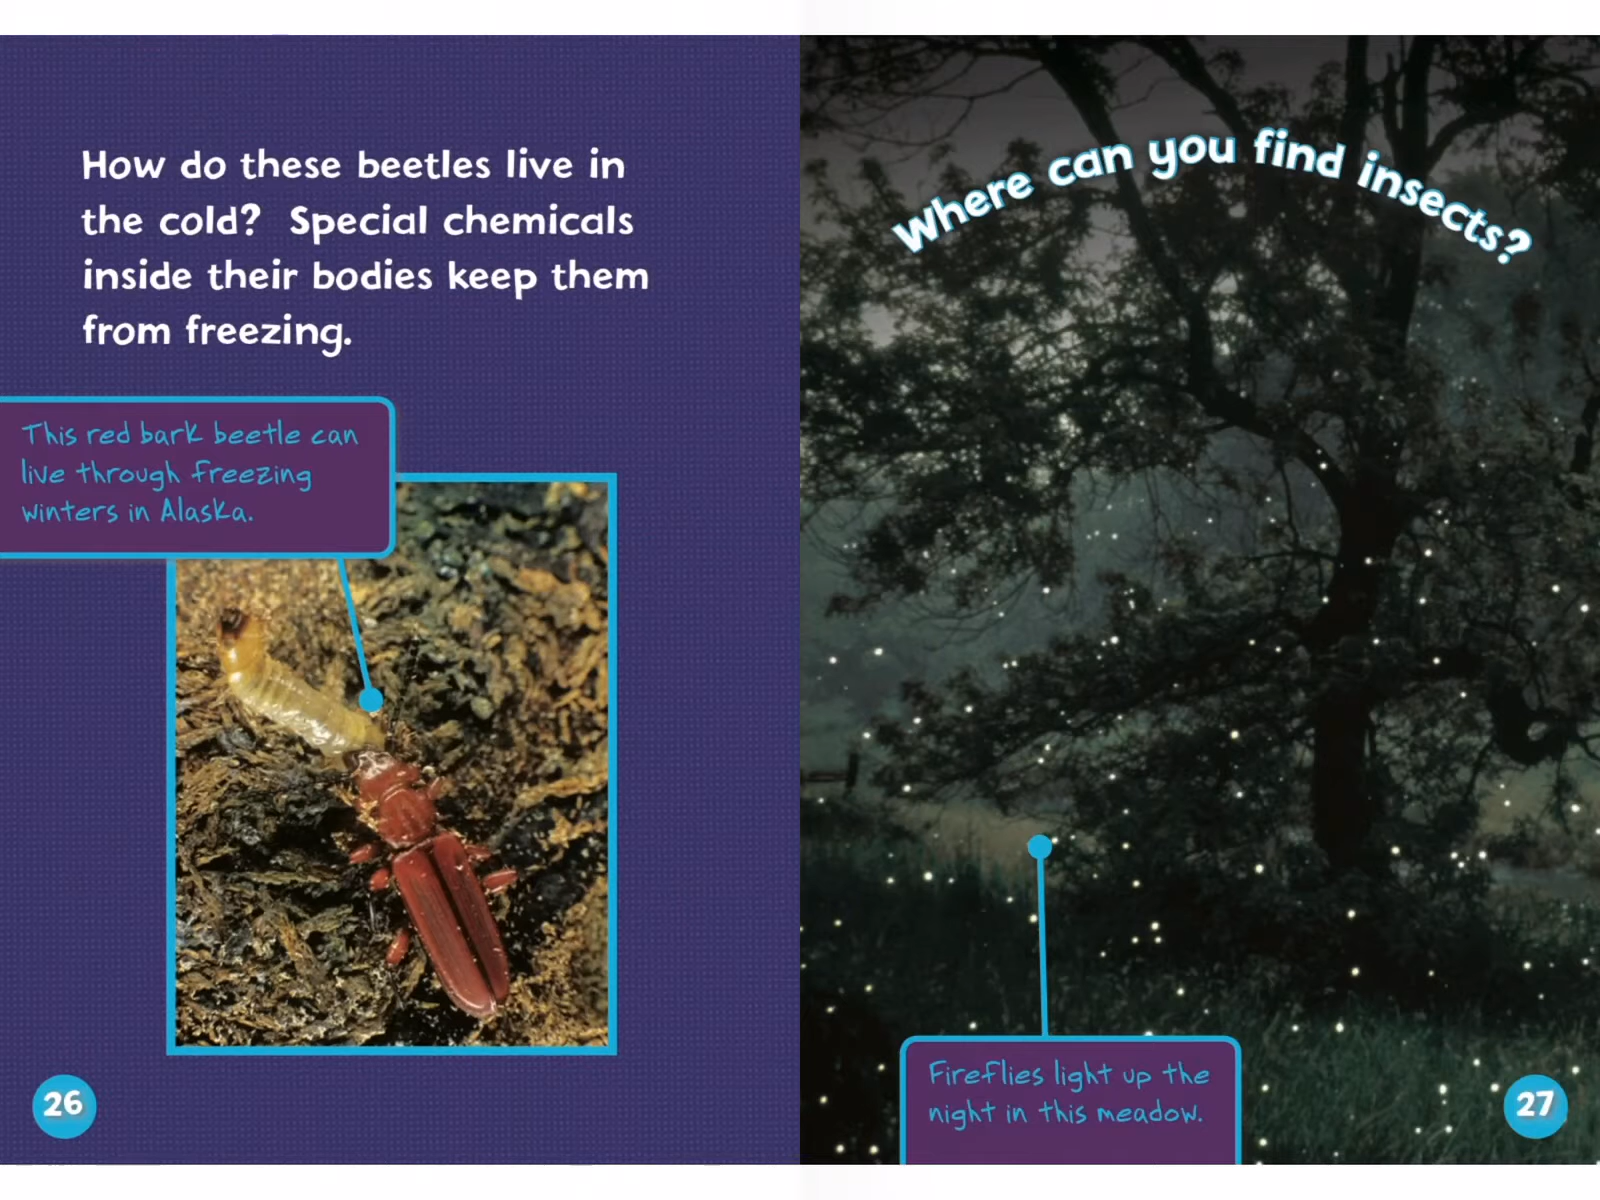 How do these beetles live in
the cold? Special chemicals
inside their bodies keep them
from freezing.
This red bark beetle can
live through freezing
winters in Alaska.
26
Where can you find insects?
Fireflies light up the
night in this meadow.
27